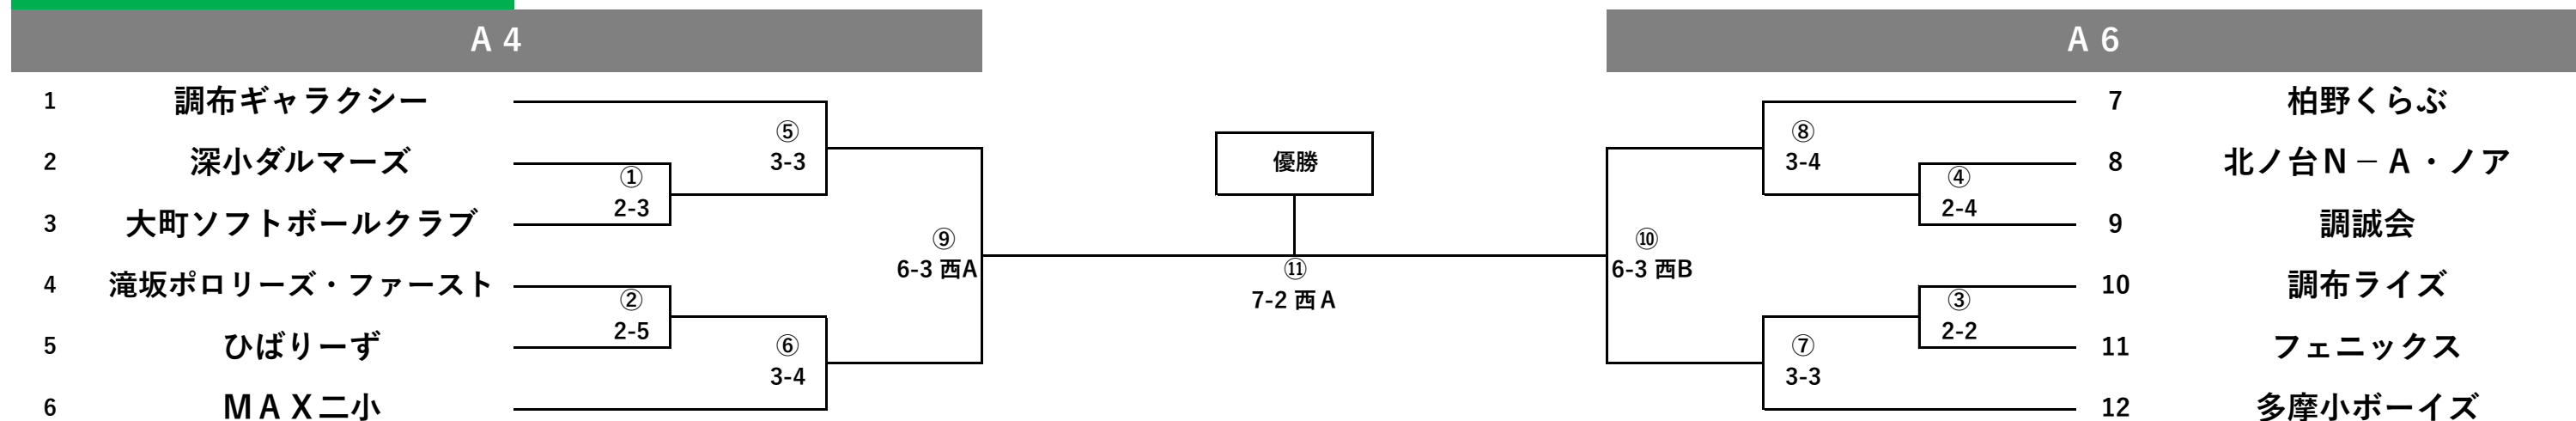 A 4
A 6
1 調布ギャラクシー
2 深小ダルマーズ
3 大町ソフトボールクラブ
4 滝坂ポロリーズ・ファースト
5 ひばりーず
6 ＭＡＸ二小
⑤
3-3
①
2-3
②
2-5
⑥
3-4
⑨
6-3 西A
優勝
⑪
7-2 西 A
⑩
6-3 西B
⑧
3-4
④
2-4
③
2-2
⑦
3-3
7 柏野くらぶ
8 北ノ台Ｎ－Ａ・ノア
9 調誠会
10 調布ライズ
11 フェニックス
12 多摩小ボーイズ